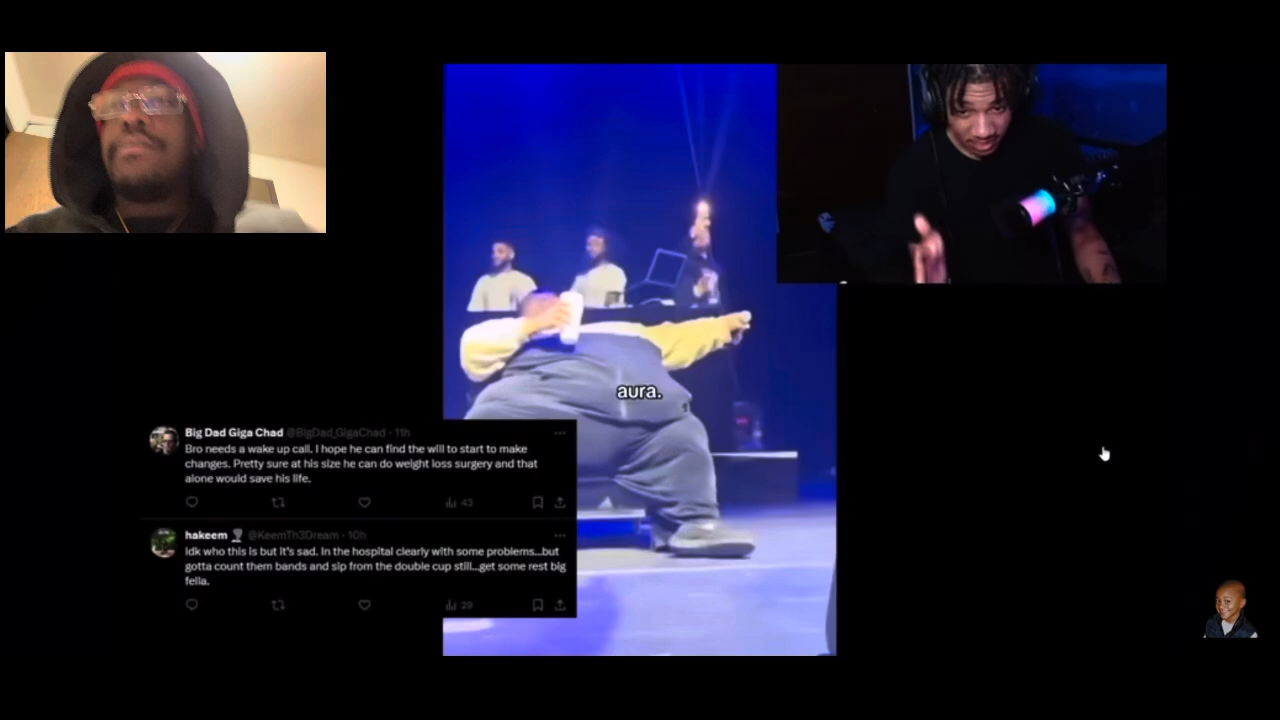 aura.
Big Dad Giga Chad @BigDad_GigaChad · 11h
Bro needs a wake up call. I hope he can find the will to start to make
changes. Pretty sure at his size he can do weight loss surgery and that
alone would save his life.
43
hakeem @KeemTh3Dream · 10h
Idk who this is but it's sad. In the hospital clearly with some problems...but
gotta count them bands and sip from the double cup still...get some rest big
fella.
29